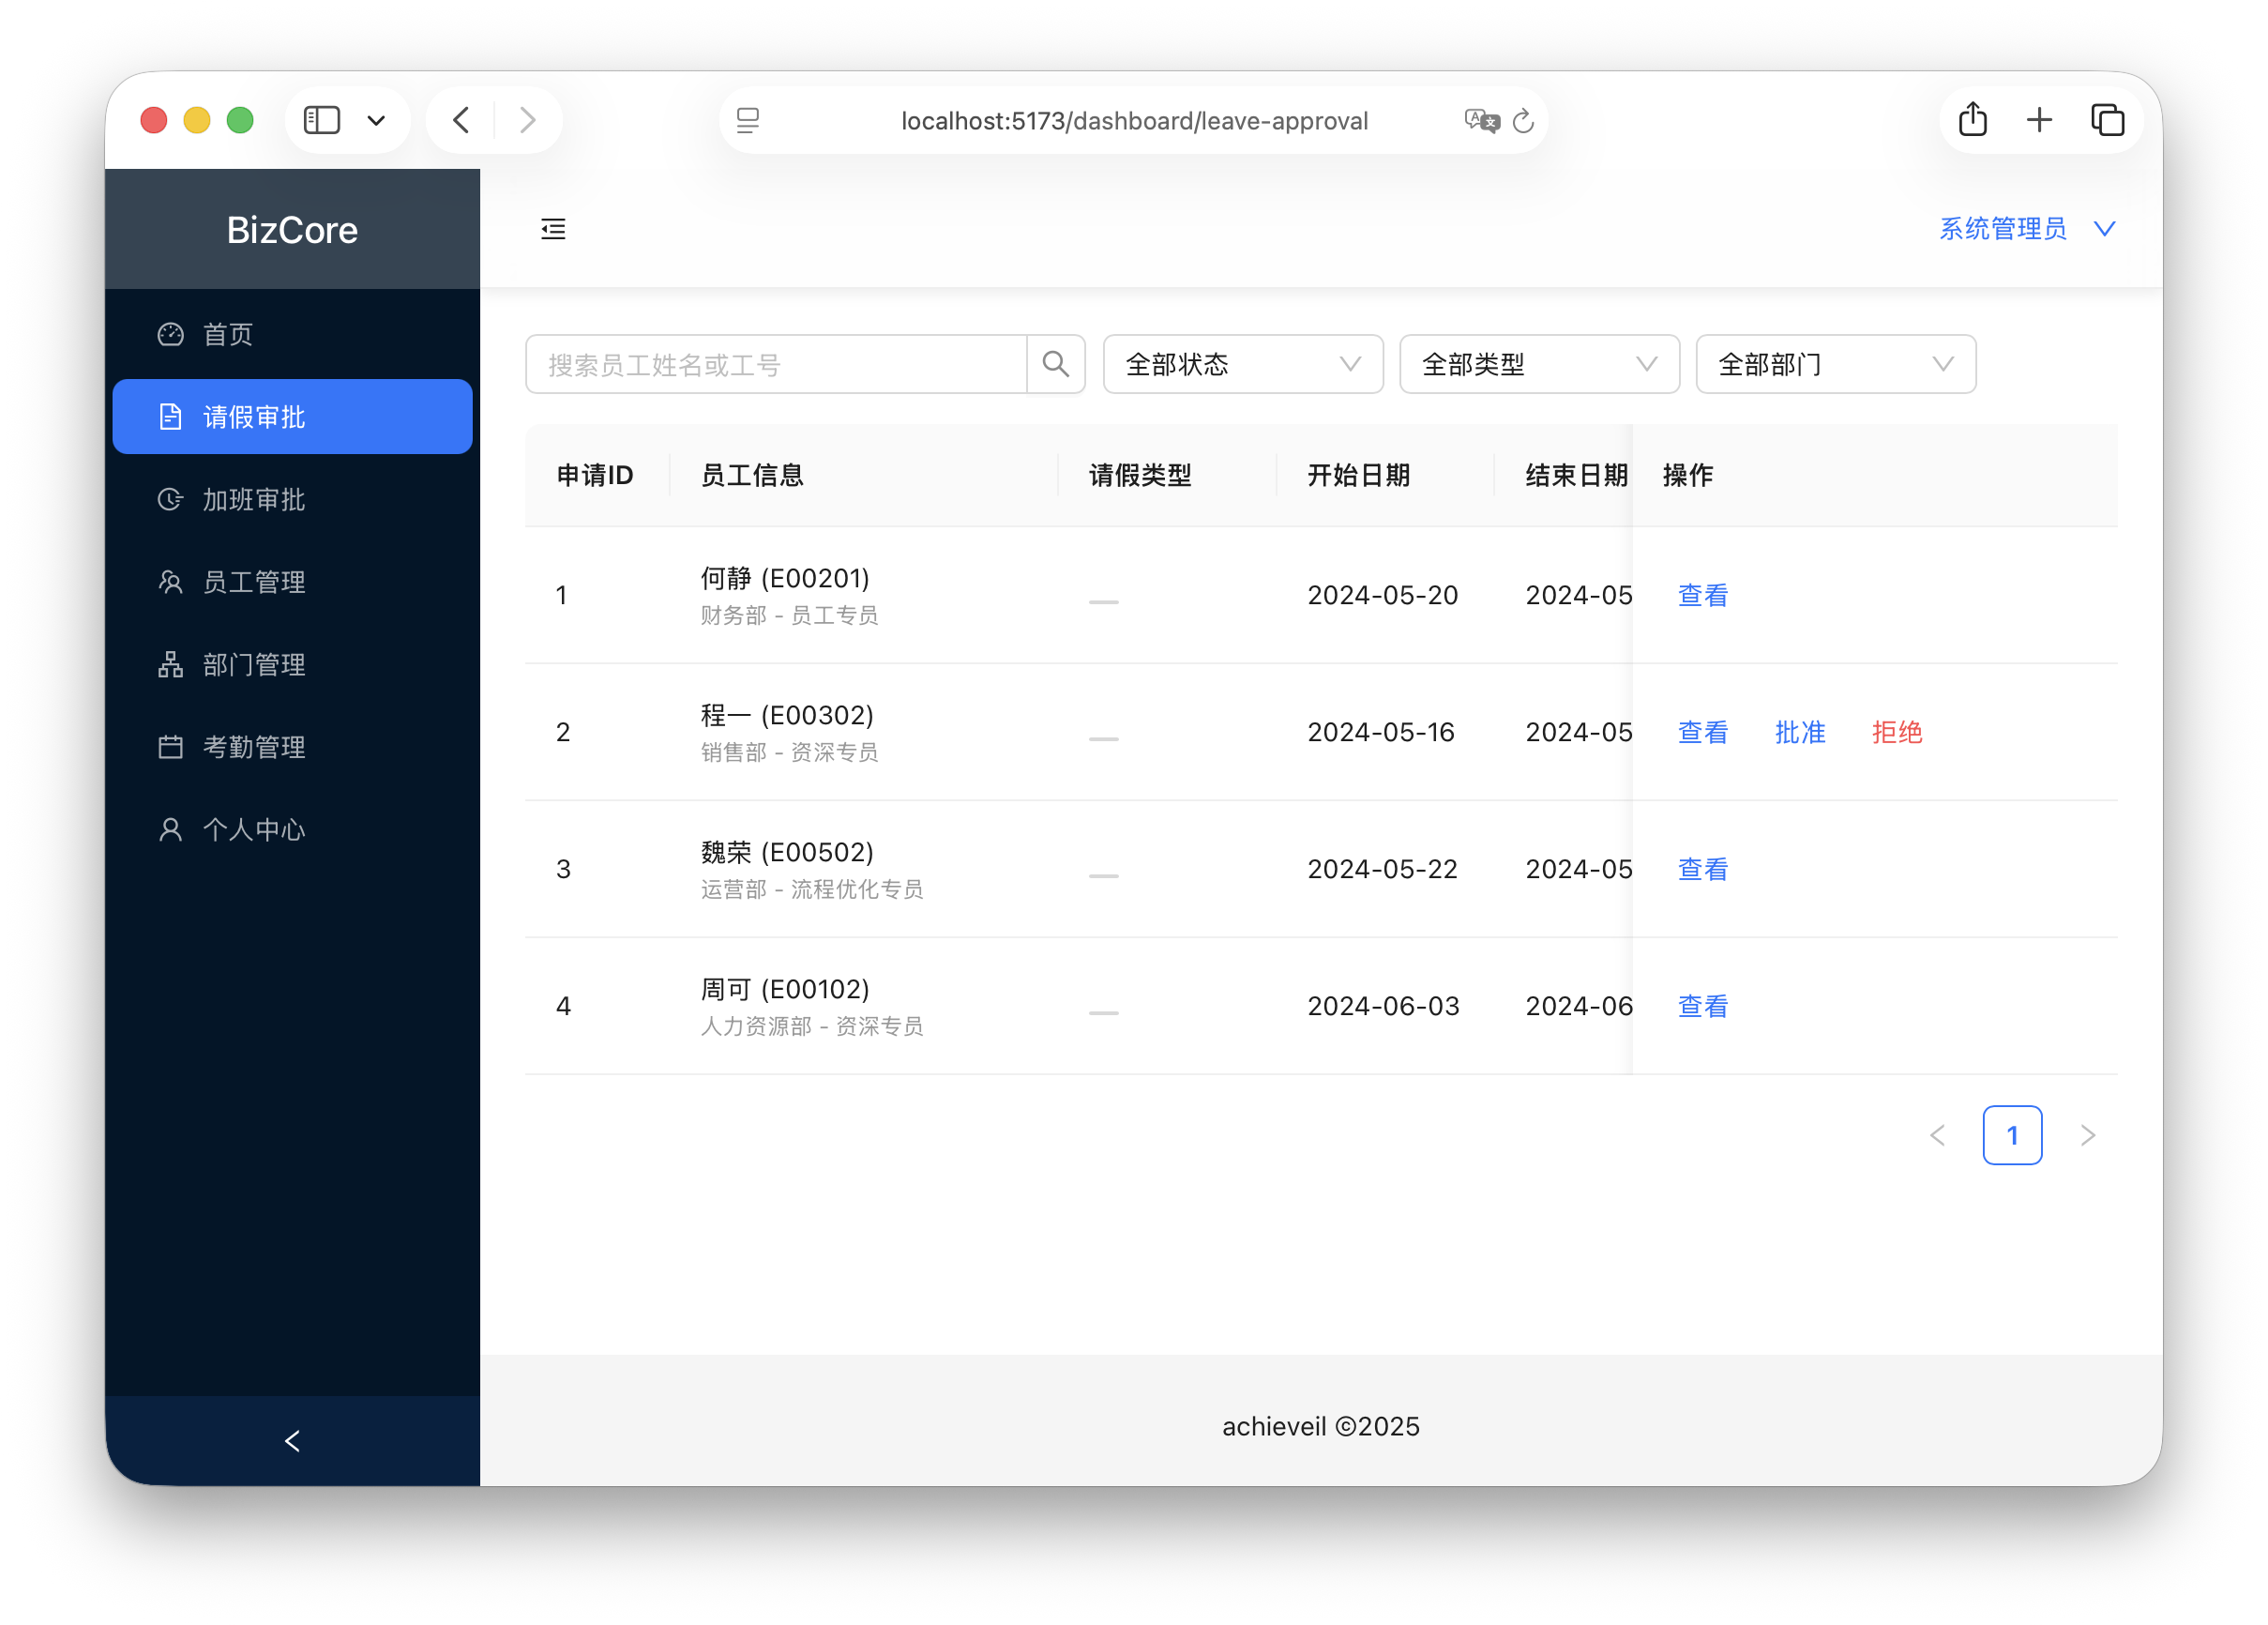 localhost:5173/dashboard/leave-approval
BizCore
系统管理员
首页
请假审批
加班审批
员工管理
部门管理
考勤管理
个人中心
搜索员工姓名或工号
全部状态
全部类型
全部部门
申请ID 员工信息 请假类型 开始日期 结束日期 操作
1 何静 (E00201) — 2024-05-20 2024-05 查看
财务部 - 员工专员
2 程一 (E00302) — 2024-05-16 2024-05 查看 批准 拒绝
销售部 - 资深专员
3 魏荣 (E00502) — 2024-05-22 2024-05 查看
运营部 - 流程优化专员
4 周可 (E00102) — 2024-06-03 2024-06 查看
人力资源部 - 资深专员
1
achieveil ©2025